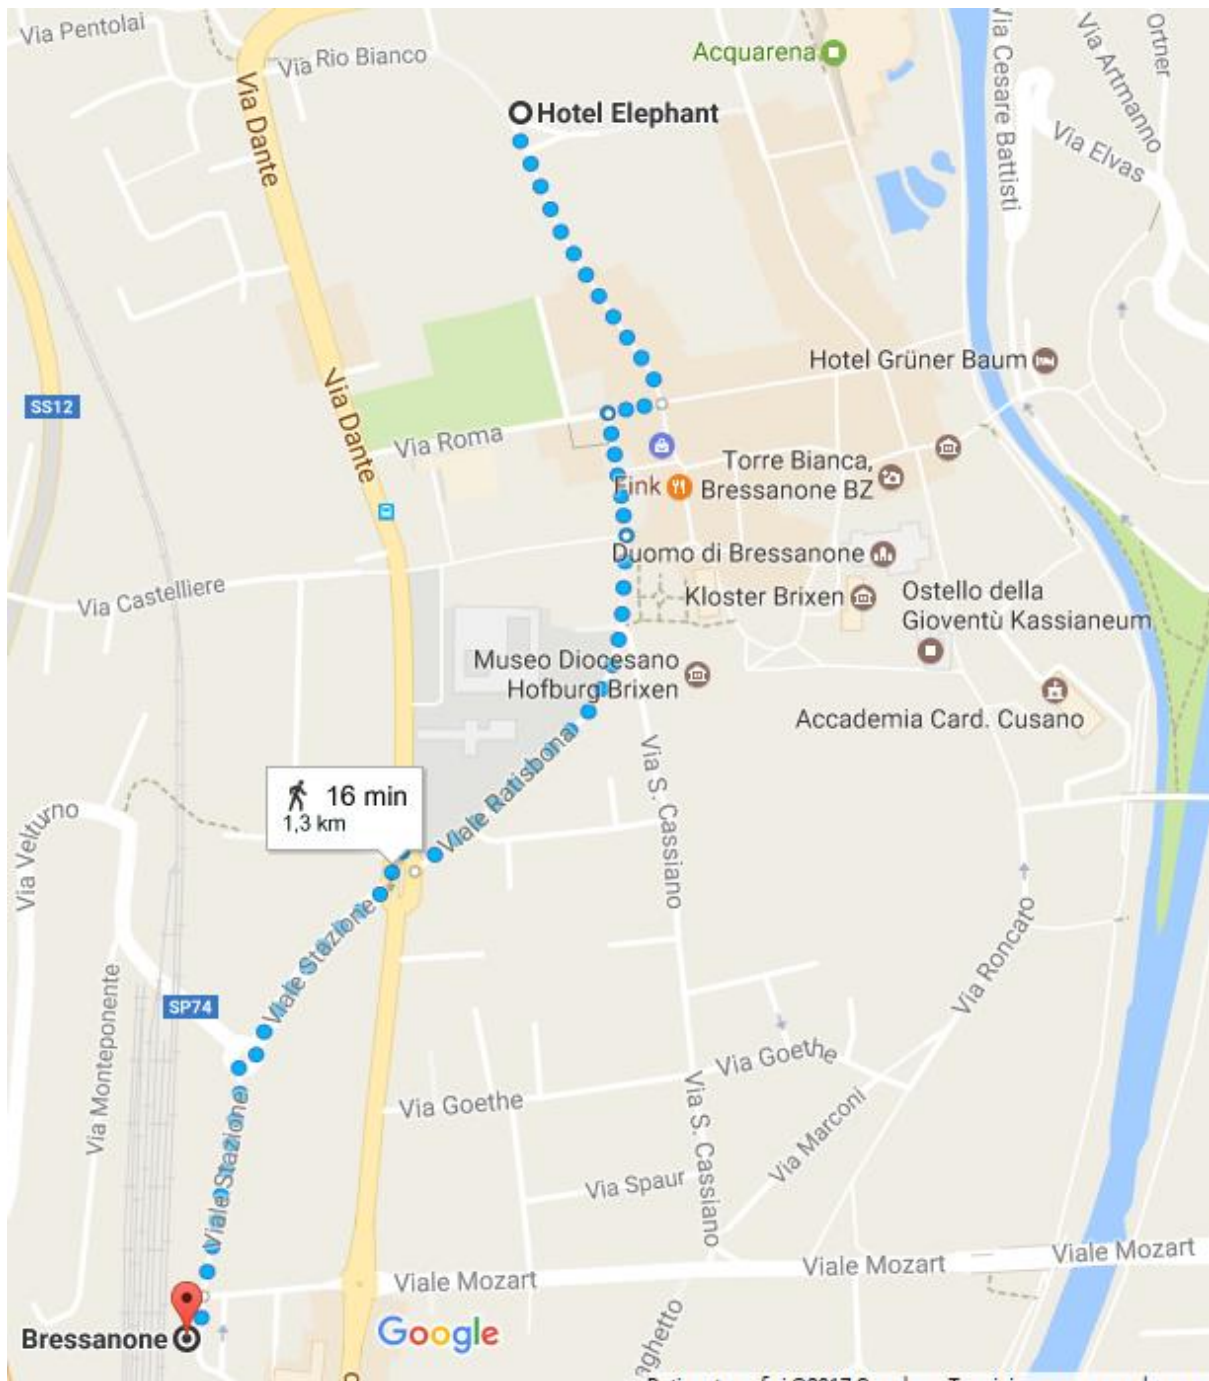 Via Pentolai
Via Rio Bianco
Acquarena
Via Cesare Battisti
Via Artmanno
Ortner
Via Dante
Hotel Elephant
Via Elvas
Hotel Grüner Baum
SS12
Via Dante
Via Roma
Torre Bianca,
Bressanone BZ
Fink
Duomo di Bressanone
Via Castelliere
Kloster Brixen
Ostello della
Gioventù Kassianeum
Museo Diocesano
Hofburg Brixen
Accademia Card. Cusano
Viale Ratisbona
Via S. Cassiano
16 min
1,3 km
Via Velturno
Viale Stazione
Via Roncato
SP74
Via Monteponente
Via Goethe
Via Goethe
Via S. Cassiano
Via Marconi
Viale Stazione
Via Spaur
Viale Mozart
Viale Mozart
Viale Mozart
Bressanone
Google